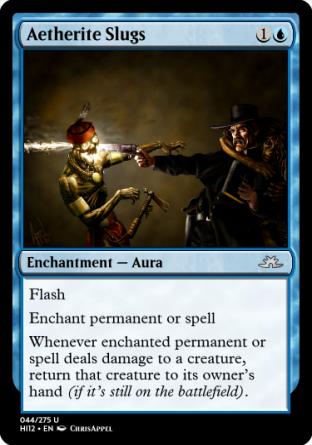 Aetherite Slugs 1
Enchantment — Aura
Flash
Enchant permanent or spell
Whenever enchanted permanent or
spell deals damage to a creature,
return that creature to its owner's
hand (if it's still on the battlefield).
044/275 U
HI12 • EN ChrisAppel